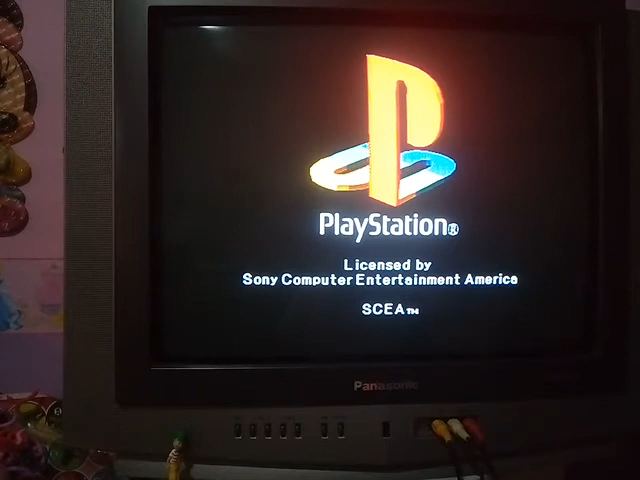 PlayStation®
Licensed by
Sony Computer Entertainment America
SCEA™
Panasonic